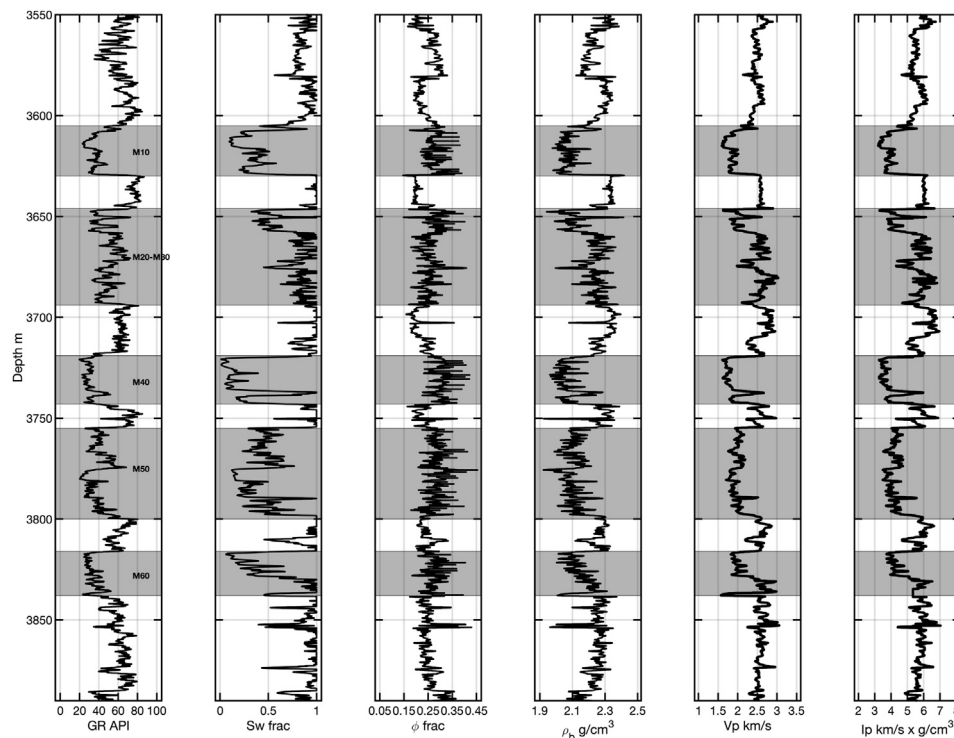 3550
3600
3650
3700
3750
3800
3850
Depth m
M10
M20-M30
M40
M50
M60
0 20 40 60 80 100
GR API
0 0.5 1
Sw frac
0.05 0.15 0.25 0.35 0.45
ϕ frac
1.9 2.1 2.3 2.5
ρb g/cm³
1 1.5 2 2.5 3 3.5
Vp km/s
2 3 4 5 6 7 8
Ip km/s x g/cm³